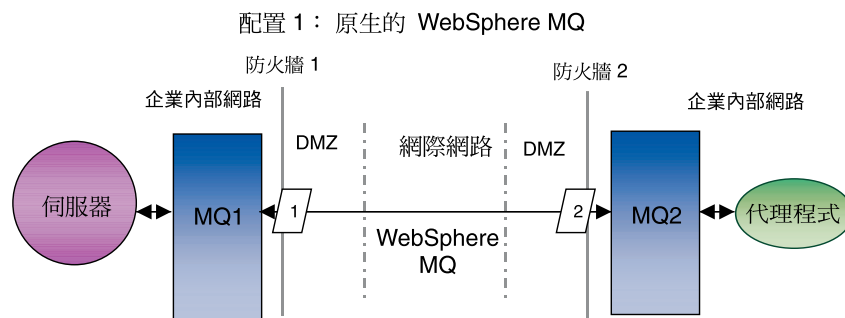 配置 1： 原生的 WebSphere MQ
防火牆 1
防火牆 2
企業內部網路
企業內部網路
DMZ
網際網路
DMZ
伺服器
MQ1
1
2
MQ2
代理程式
WebSphere
MQ